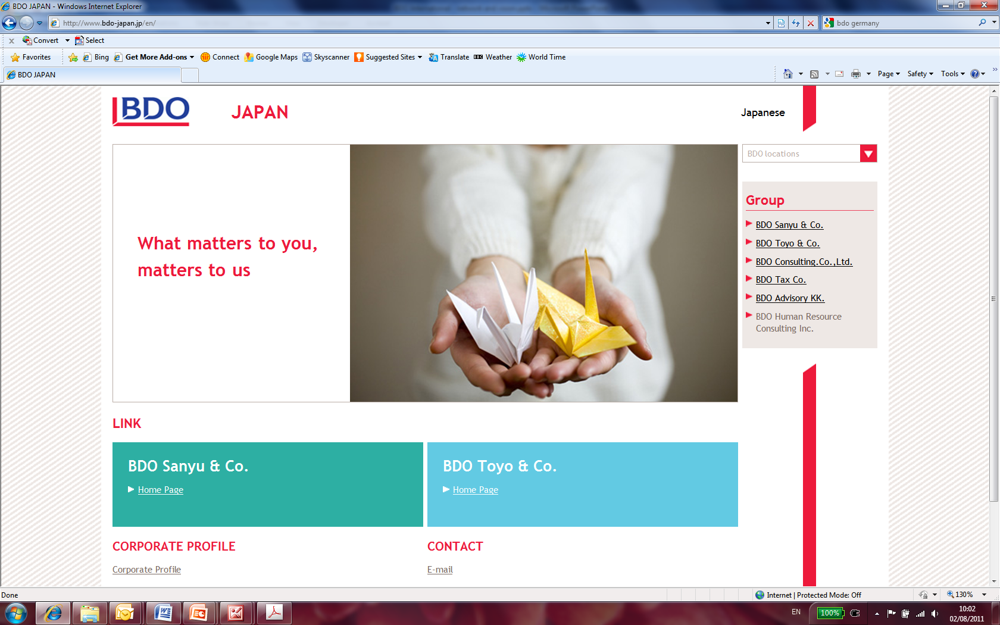 BDO JAPAN - Windows Internet Explorer
http://www.bdo-japan.jp/en/
bdo germany
x Convert Select
Favorites Bing Get More Add-ons Connect Google Maps Skyscanner Suggested Sites Translate BBC Weather World Time
BDO JAPAN
Page Safety Tools
BDO
JAPAN
Japanese
BDO locations
What matters to you,
matters to us
Group
BDO Sanyu & Co.
BDO Toyo & Co.
BDO Consulting.Co.,Ltd.
BDO Tax Co.
BDO Advisory KK.
BDO Human Resource
Consulting Inc.
LINK
BDO Sanyu & Co.
Home Page
BDO Toyo & Co.
Home Page
CORPORATE PROFILE
Corporate Profile
CONTACT
E-mail
Done
Internet | Protected Mode: Off
130%
EN
100%
10:02
02/08/2011